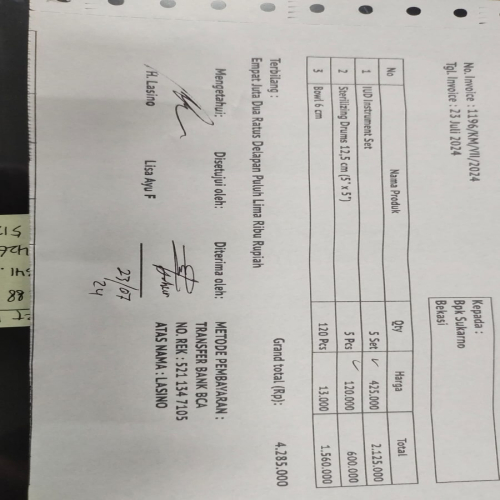 No. Invoice : 1196/KM/VII/2024
Tgl. Invoice : 23 Juli 2024
Kepada :
Bpk Sukarno
Bekasi
No Nama Produk Qty Harga Total
1 IUD Instrument Set 5 Set 425.000 2.125.000
2 Sterilizing Drums 12,5 cm (5' x 5') 5 Pcs 120.000 600.000
3 Bowl 6 cm 120 Pcs 13.000 1.560.000
Grand total (Rp): 4.285.000
Terbilang :
Empat Juta Dua Ratus Delapan Puluh Lima Ribu Rupiah
Mengetahui; Disetujui oleh: Diterima oleh:
H. Lasino Lisa Ayu F
23/07
24
METODE PEMBAYARAN :
TRANSFER BANK BCA
NO. REK : 521 134 7105
ATAS NAMA : LASINO
88